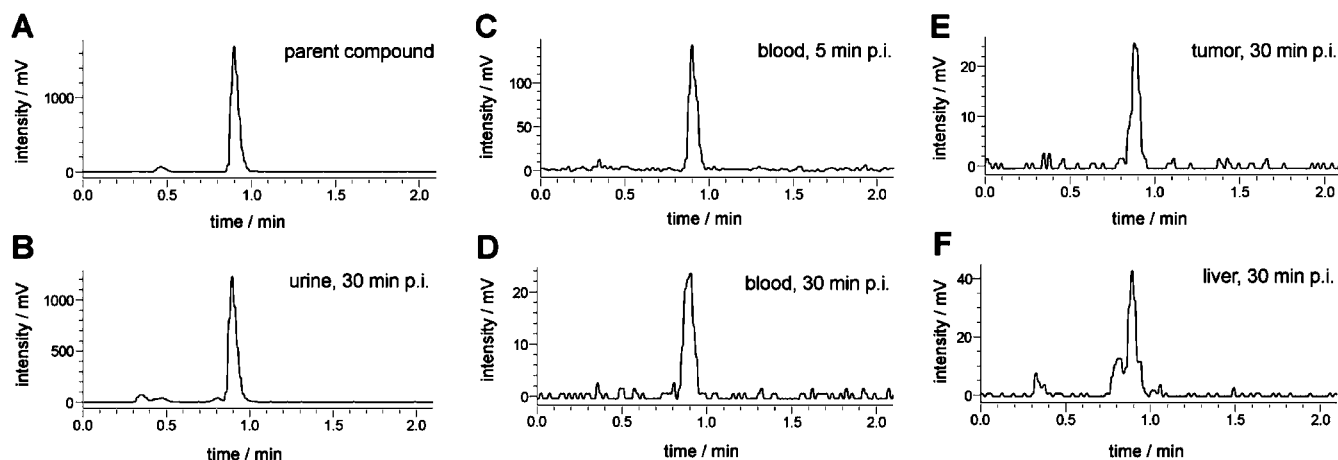 A
parent compound
intensity / mV
1000
0
0.0 0.5 1.0 1.5 2.0
time / min
B
urine, 30 min p.i.
intensity / mV
1000
500
0
0.0 0.5 1.0 1.5 2.0
time / min
C
blood, 5 min p.i.
intensity / mV
100
50
0
0.0 0.5 1.0 1.5 2.0
time / min
D
blood, 30 min p.i.
intensity / mV
20
0
0.0 0.5 1.0 1.5 2.0
time / min
E
tumor, 30 min p.i.
intensity / mV
20
0
0.0 0.5 1.0 1.5 2.0
time / min
F
liver, 30 min p.i.
intensity / mV
40
20
0
0.0 0.5 1.0 1.5 2.0
time / min